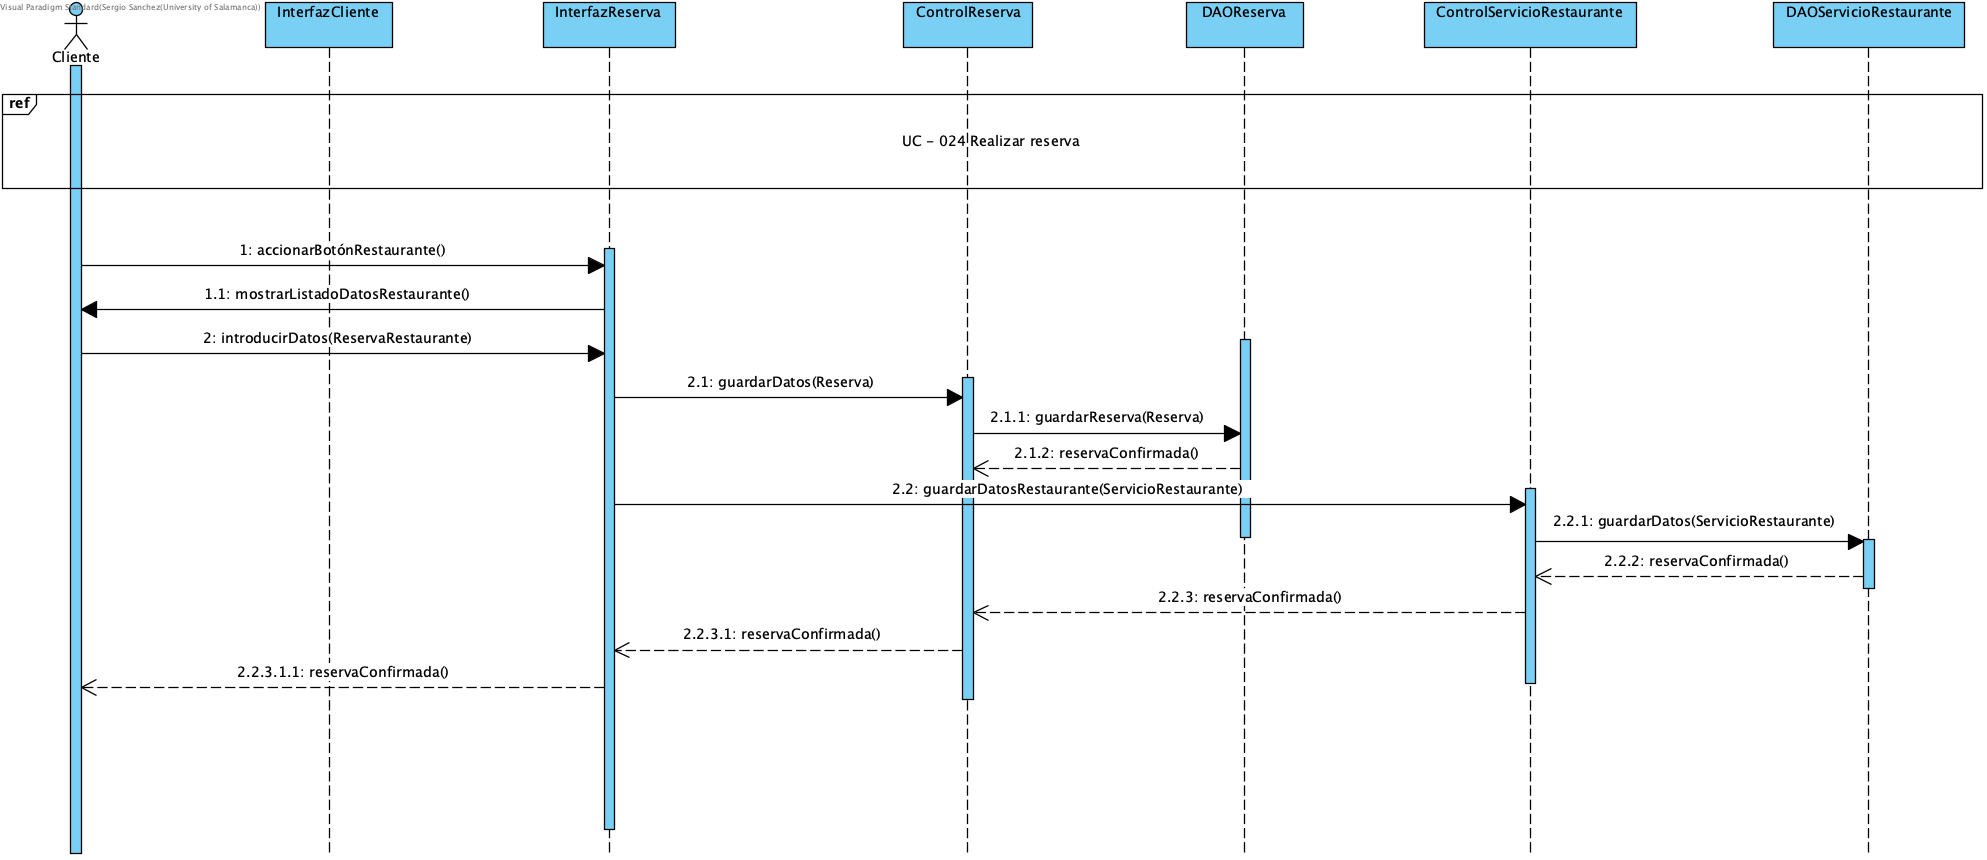 Visual Paradigm Standard(Sergio Sanchez(University of Salamanca))
InterfazCliente
InterfazReserva
ControlReserva
DAOReserva
ControlServicioRestaurante
DAOServicioRestaurante
Cliente
ref
UC - 024 Realizar reserva
1: accionarBotónRestaurante()
1.1: mostrarListadoDatosRestaurante()
2: introducirDatos(ReservaRestaurante)
2.1: guardarDatos(Reserva)
2.1.1: guardarReserva(Reserva)
2.1.2: reservaConfirmada()
2.2: guardarDatosRestaurante(ServicioRestaurante)
2.2.1: guardarDatos(ServicioRestaurante)
2.2.2: reservaConfirmada()
2.2.3: reservaConfirmada()
2.2.3.1: reservaConfirmada()
2.2.3.1.1: reservaConfirmada()